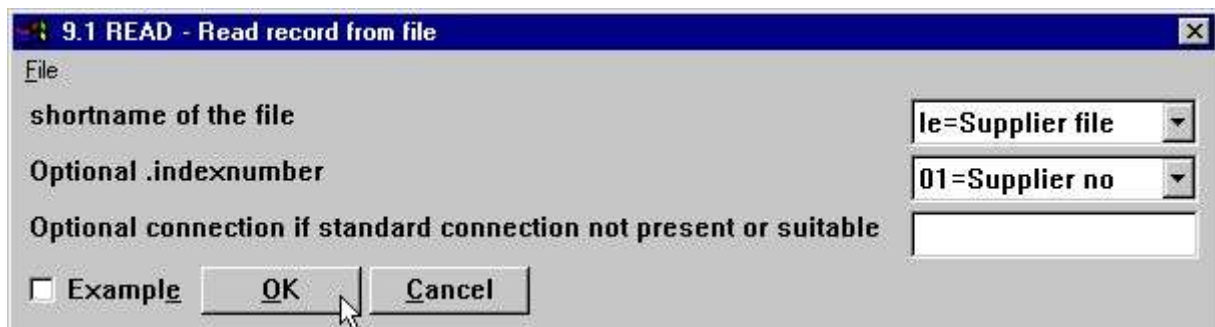 9.1 READ - Read record from file
File
shortname of the file le=Supplier file
Optional .indexnumber 01=Supplier no
Optional connection if standard connection not present or suitable
Example OK Cancel